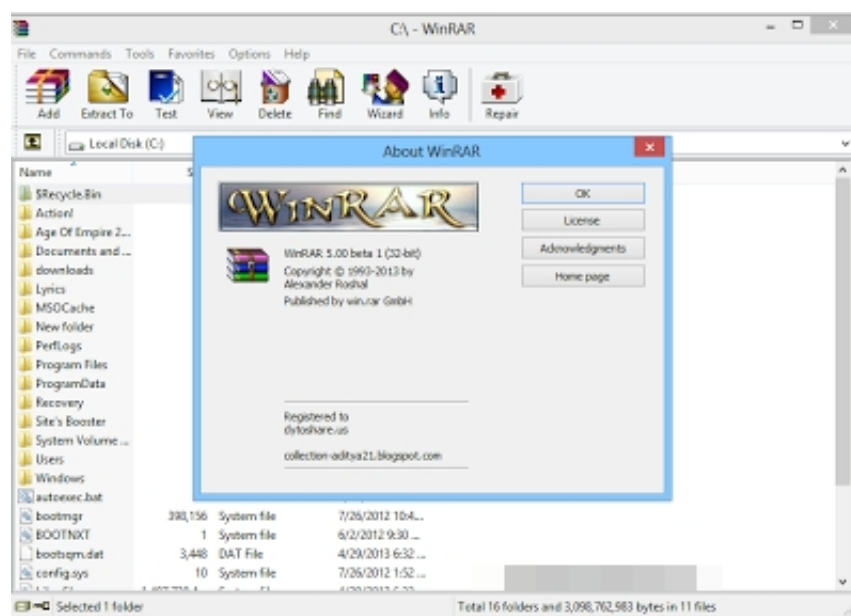 C:\ - WinRAR
File Commands Tools Favorites Options Help
Add Extract To Test View Delete Find Wizard Info Repair
Local Disk (C:)
About WinRAR
Name
WINRAR
OK
License
Acknowledgments
Home page
WinRAR 5.00 beta 1 (32-bit)
Copyright © 1993-2013 by
Alexander Roshal
Published by win.rar GmbH
Registered to
dytoshare.us
collection-aditya21.blogspot.com
$Recycle.Bin
Action!
Age Of Empire 2...
Documents and ...
downloads
Lyrics
MSOCache
New folder
PerfLogs
Program Files
ProgramData
Recovery
Site's Booster
System Volume ...
Users
Windows
autoexec.bat
bootmgr 398,156 System file 7/26/2012 10:4...
BOOTNXT 1 System file 6/2/2012 9:30 ...
bootsqm.dat 3,448 DAT File 4/29/2013 6:32 ...
config.sys 10 System file 7/26/2012 1:52 ...
Selected 1 folder
Total 16 folders and 3,098,762,983 bytes in 11 files